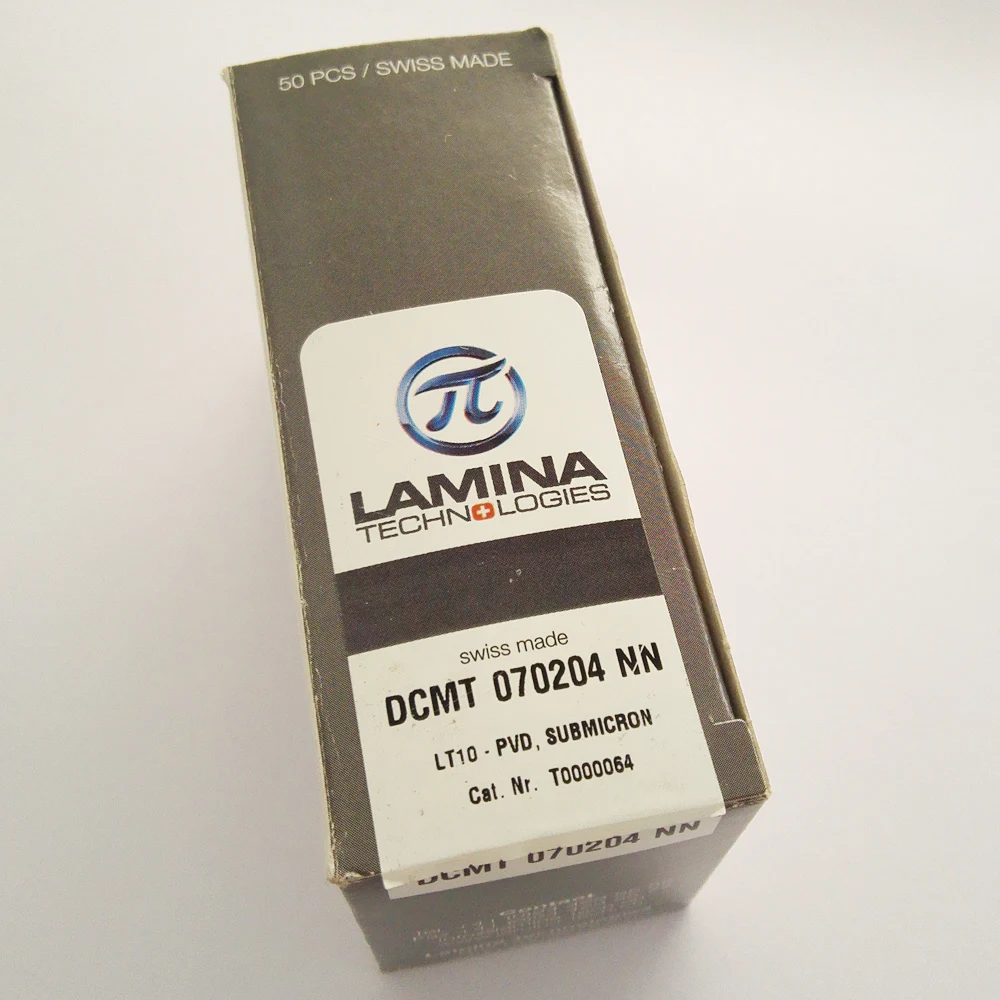 50 PCS / SWISS MADE
π
LAMINA
TECHNOLOGIES
swiss made
DCMT 070204 NN
LT10 - PVD, SUBMICRON
Cat. Nr. T0000064
DCMT 070204 NN